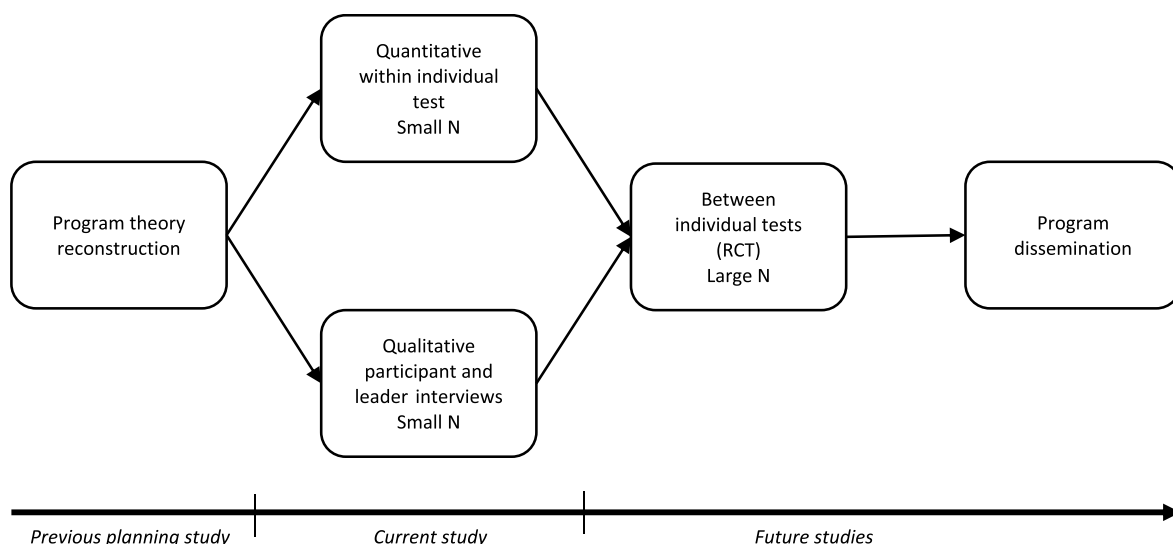 Quantitative
within individual
test
Small N
Program theory
reconstruction
Between
individual tests
(RCT)
Large N
Program
dissemination
Qualitative
participant and
leader interviews
Small N
Previous planning study
Current study
Future studies